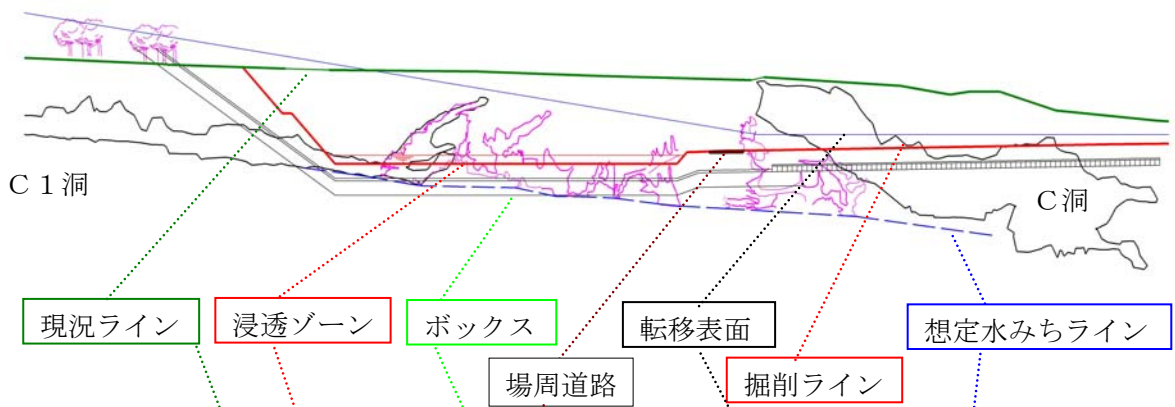 C1洞
C洞
現況ライン
浸透ゾーン
ボックス
場周道路
転移表面
掘削ライン
想定水みちライン